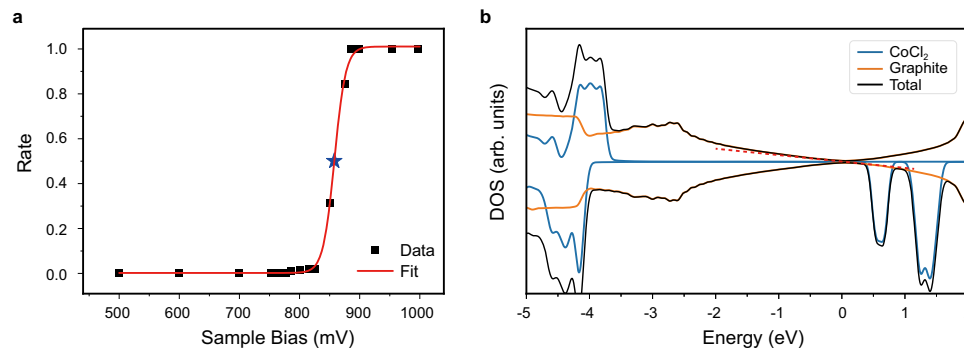 a
Rate
1.0
0.8
0.6
0.4
0.2
0.0
Data
Fit
500 600 700 800 900 1000
Sample Bias (mV)
b
DOS (arb. units)
CoCl₂
Graphite
Total
-5 -4 -3 -2 -1 0 1
Energy (eV)